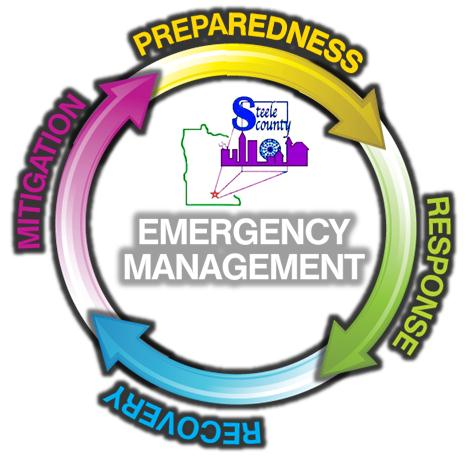 PREPAREDNESS
MITIGATION
Steele
county
EMERGENCY
MANAGEMENT
RESPONSE
RECOVERY